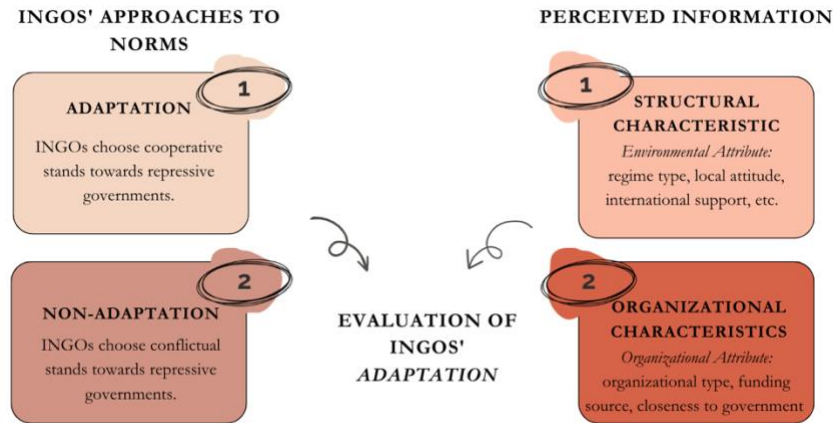 INGOS' APPROACHES TO
NORMS
1
ADAPTATION
INGOs choose cooperative
stands towards repressive
governments.
2
NON-ADAPTATION
INGOs choose conflictual
stands towards repressive
governments.
EVALUATION OF
INGOS'
ADAPTATION
PERCEIVED INFORMATION
1
STRUCTURAL
CHARACTERISTIC
Environmental Attribute:
regime type, local attitude,
international support, etc.
2
ORGANIZATIONAL
CHARACTERISTICS
Organizational Attribute:
organizational type, funding
source, closeness to government